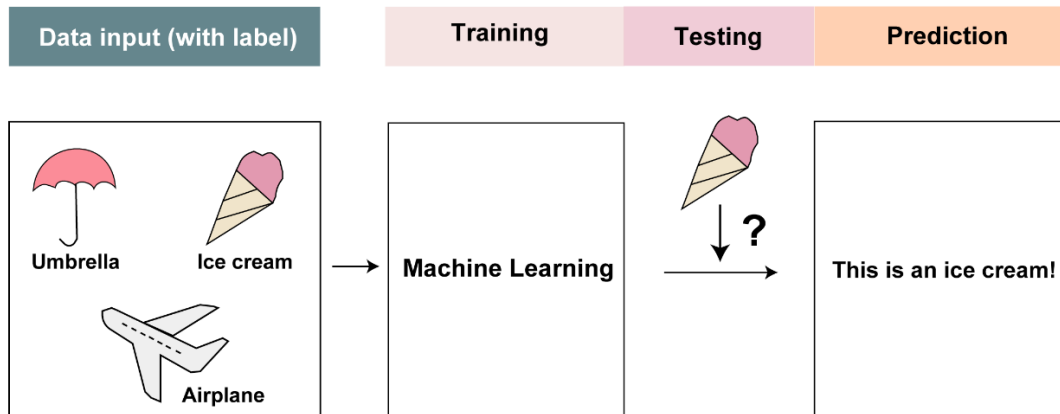 Data input (with label)
Training
Testing
Prediction
Umbrella
Ice cream
Airplane
Machine Learning
?
This is an ice cream!